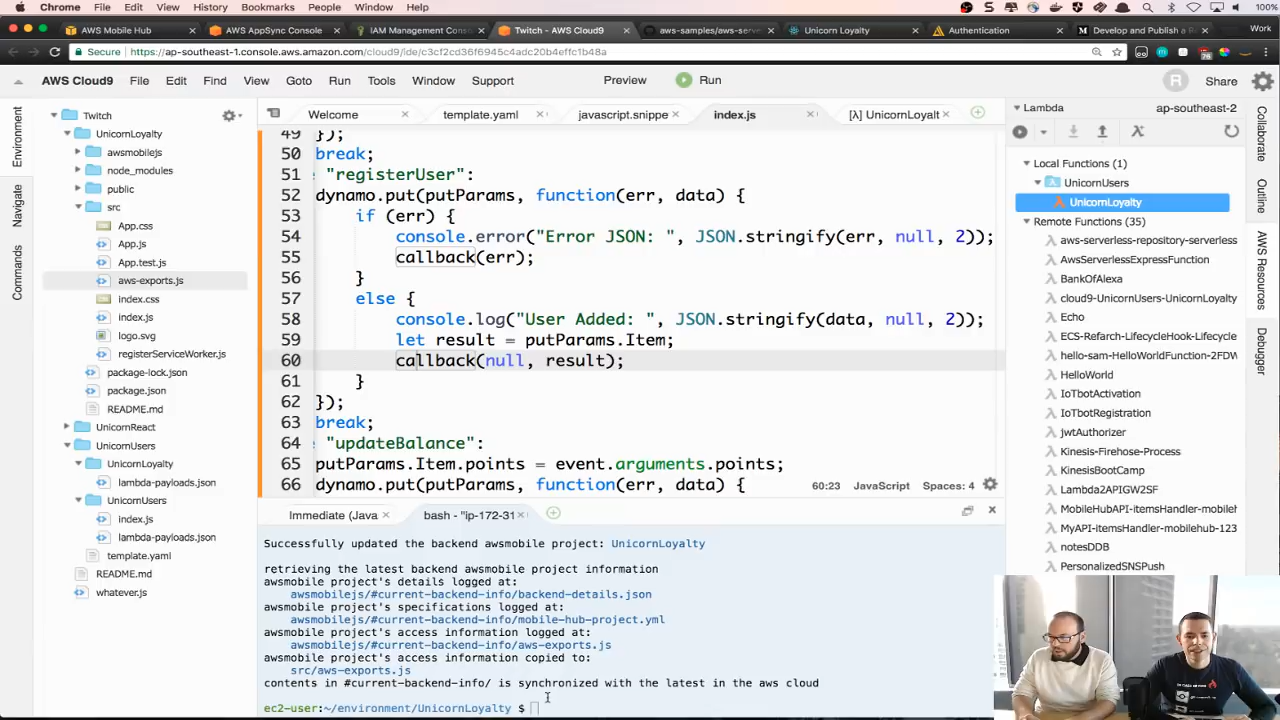 Chrome File Edit View History Bookmarks People Window Help 100%
AWS Mobile Hub AWS AppSync Console IAM Management Cons Twitch - AWS Cloud9 aws-samples/aws-serve Unicorn Loyalty Authentication Develop and Publish a Work
Secure https://ap-southeast-1.console.aws.amazon.com/cloud9/ide/c3cf2cd36f6945c4adc20b4effc1b48a
AWS Cloud9 File Edit Find View Goto Run Tools Window Support Preview Run R Share
Environment
Navigate
Commands
Twitch
UnicornLoyalty
awsmobilejs
node_modules
public
src
App.css
App.js
App.test.js
aws-exports.js
index.css
index.js
logo.svg
registerServiceWorker.js
package-lock.json
package.json
README.md
UnicornReact
UnicornUsers
UnicornLoyalty
lambda-payloads.json
UnicornUsers
index.js
lambda-payloads.json
template.yaml
README.md
whatever.js
Welcome template.yaml javascript.snippe index.js [λ] UnicornLoyalt
49 });
50 break;
51 "registerUser":
52 dynamo.put(putParams, function(err, data) {
53 if (err) {
54 console.error("Error JSON: ", JSON.stringify(err, null, 2));
55 callback(err);
56 }
57 else {
58 console.log("User Added: ", JSON.stringify(data, null, 2));
59 let result = putParams.Item;
60 callback(null, result);
61 }
62 });
63 break;
64 "updateBalance":
65 putParams.Item.points = event.arguments.points;
66 dynamo.put(putParams, function(err, data) {
60:23 JavaScript Spaces: 4
Immediate (Java bash - "ip-172-31
Successfully updated the backend awsmobile project: UnicornLoyalty
retrieving the latest backend awsmobile project information
awsmobile project's details logged at:
awsmobilejs/#current-backend-info/backend-details.json
awsmobile project's specifications logged at:
awsmobilejs/#current-backend-info/mobile-hub-project.yml
awsmobile project's access information logged at:
awsmobilejs/#current-backend-info/aws-exports.js
awsmobile project's access information copied to:
src/aws-exports.js
contents in #current-backend-info/ is synchronized with the latest in the aws cloud
ec2-user:~/environment/UnicornLoyalty $
Lambda ap-southeast-2
Local Functions (1)
UnicornUsers
UnicornLoyalty
Remote Functions (35)
aws-serverless-repository-serverless
AwsServerlessExpressFunction
BankOfAlexa
cloud9-UnicornUsers-UnicornLoyalty
Echo
ECS-Refarch-LifecycleHook-Lifecycle
hello-sam-HelloWorldFunction-2FDW
HelloWorld
IoTbotActivation
IoTbotRegistration
jwtAuthorizer
Kinesis-Firehose-Process
KinesisBootCamp
Lambda2APIGW2SF
MobileHubAPI-itemsHandler-mobileh
MyAPI-itemsHandler-mobilehub-123
notesDDB
PersonalizedSNSPush
Collaborate
Outline
AWS Resources
Debugger